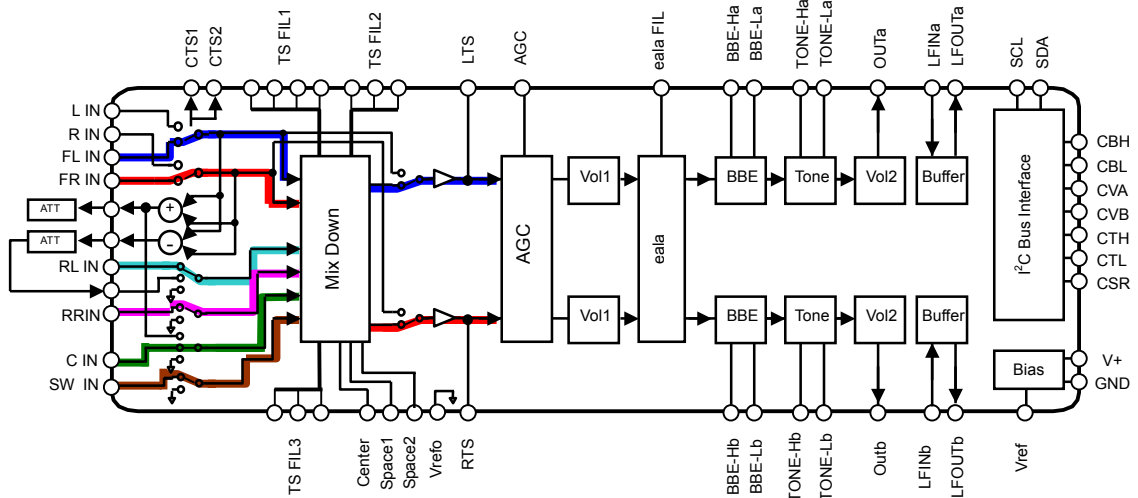 CTS1
CTS2
TS FIL1
TS FIL2
LTS
AGC
eala FIL
BBE-Ha
BBE-La
TONE-Ha
TONE-La
OUTa
LFINa
LFOUTa
SCL
SDA
L IN
R IN
FL IN
FR IN
ATT
ATT
RL IN
RRIN
C IN
SW IN
+
-
Mix Down
AGC
Vol1
Vol1
eala
BBE
Tone
Vol2
Buffer
BBE
Tone
Vol2
Buffer
I²C Bus Interface
Bias
CBH
CBL
CVA
CVB
CTH
CTL
CSR
V+
GND
TS FIL3
Center
Space1
Space2
Vrefo
RTS
BBE-Hb
BBE-Lb
TONE-Hb
TONE-Lb
Outb
LFINb
LFOUTb
Vref